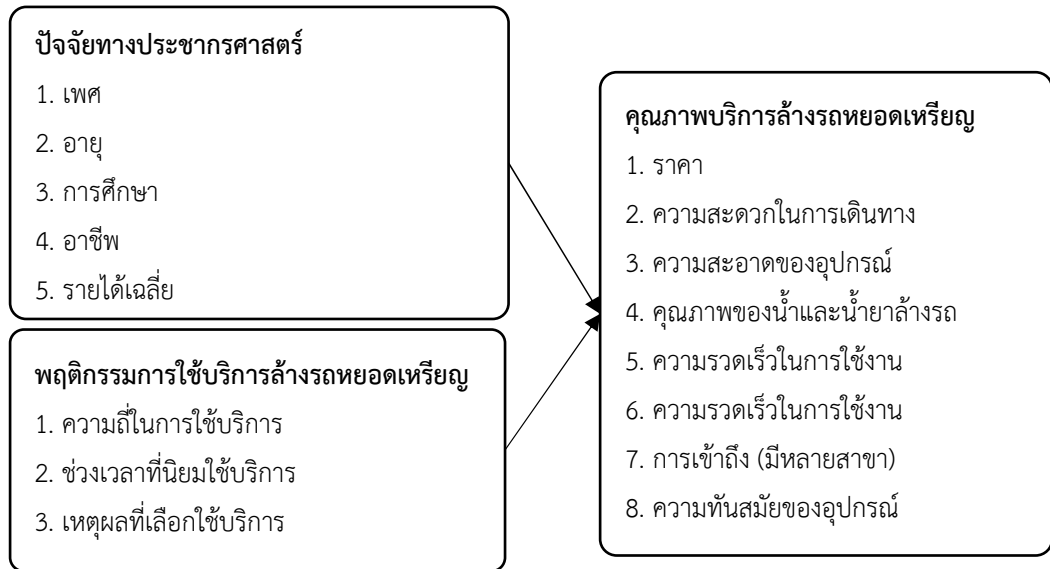 ปัจจัยทางประชากรศาสตร์
1. เพศ
2. อายุ
3. การศึกษา
4. อาชีพ
5. รายได้เฉลี่ย
พฤติกรรมการใช้บริการล้างรถหยอดเหรียญ
1. ความถี่ในการใช้บริการ
2. ช่วงเวลาที่นิยมใช้บริการ
3. เหตุผลที่เลือกใช้บริการ
คุณภาพบริการล้างรถหยอดเหรียญ
1. ราคา
2. ความสะดวกในการเดินทาง
3. ความสะอาดของอุปกรณ์
4. คุณภาพของน้ำและน้ำยาล้างรถ
5. ความรวดเร็วในการใช้งาน
6. ความรวดเร็วในการใช้งาน
7. การเข้าถึง (มีหลายสาขา)
8. ความทันสมัยของอุปกรณ์